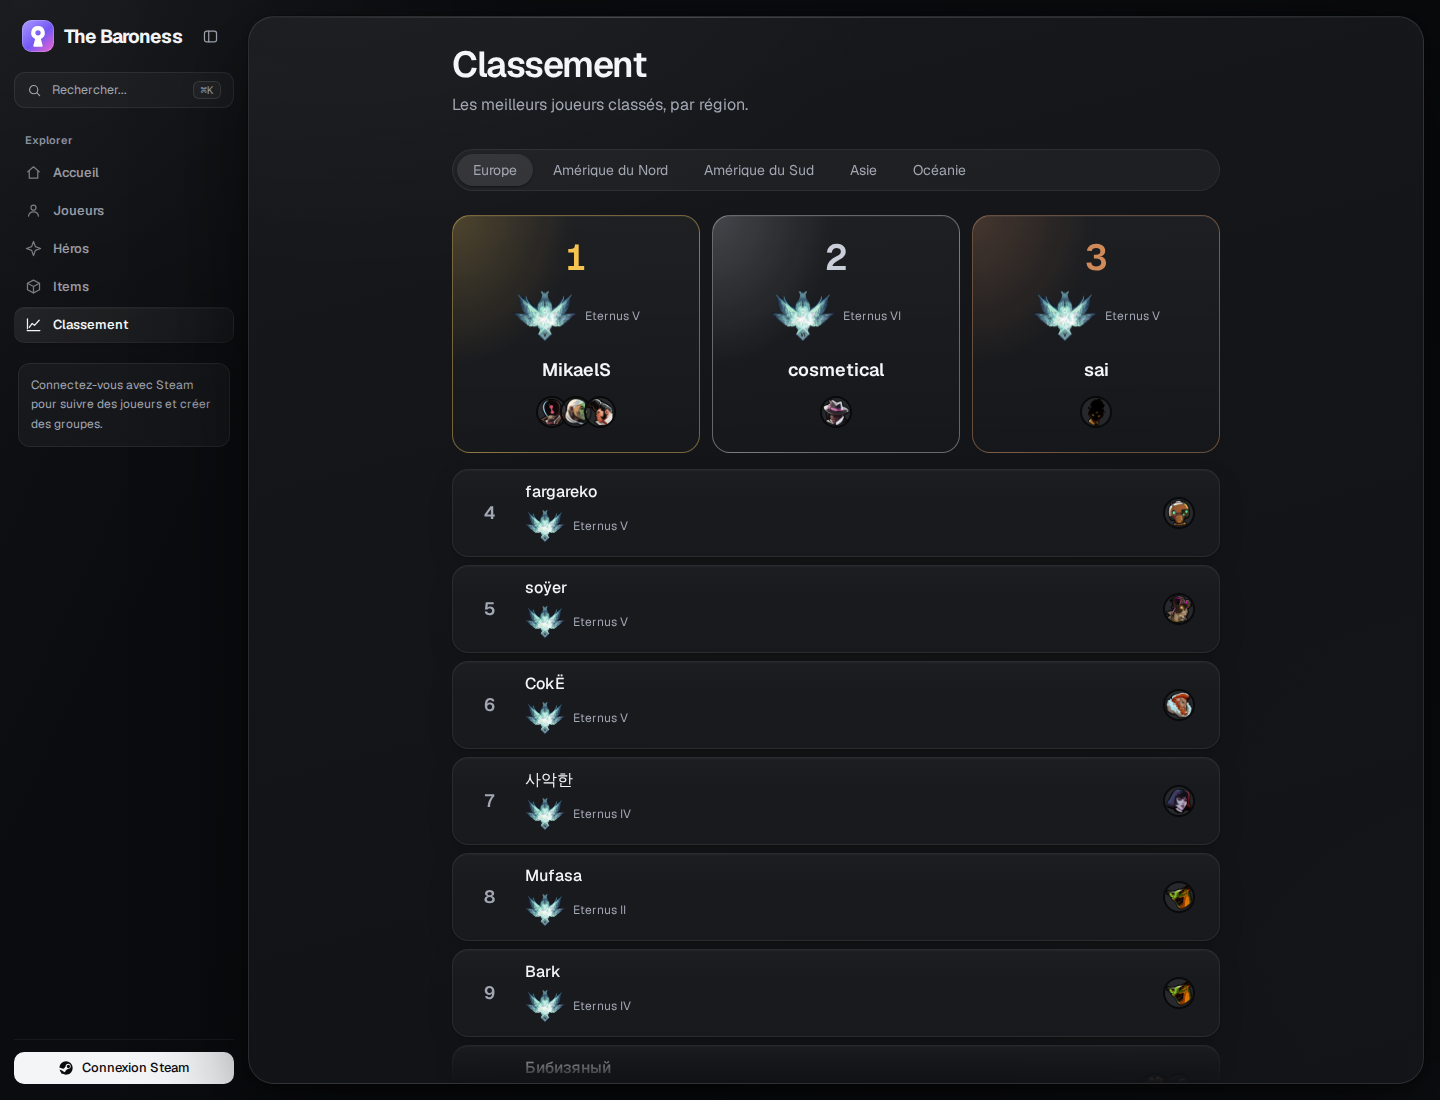 The Baroness
Rechercher...
⌘K
Explorer
Accueil
Joueurs
Héros
Items
Classement
Connectez-vous avec Steam
pour suivre des joueurs et créer
des groupes.
Connexion Steam
Classement
Les meilleurs joueurs classés, par région.
Europe
Amérique du Nord
Amérique du Sud
Asie
Océanie
1
Eternus V
MikaelS
2
Eternus VI
cosmetical
3
Eternus V
sai
4
fargareko
Eternus V
5
soÿer
Eternus V
6
CokË
Eternus V
7
사악한
Eternus IV
8
Mufasa
Eternus II
9
Bark
Eternus IV
Бибизяный